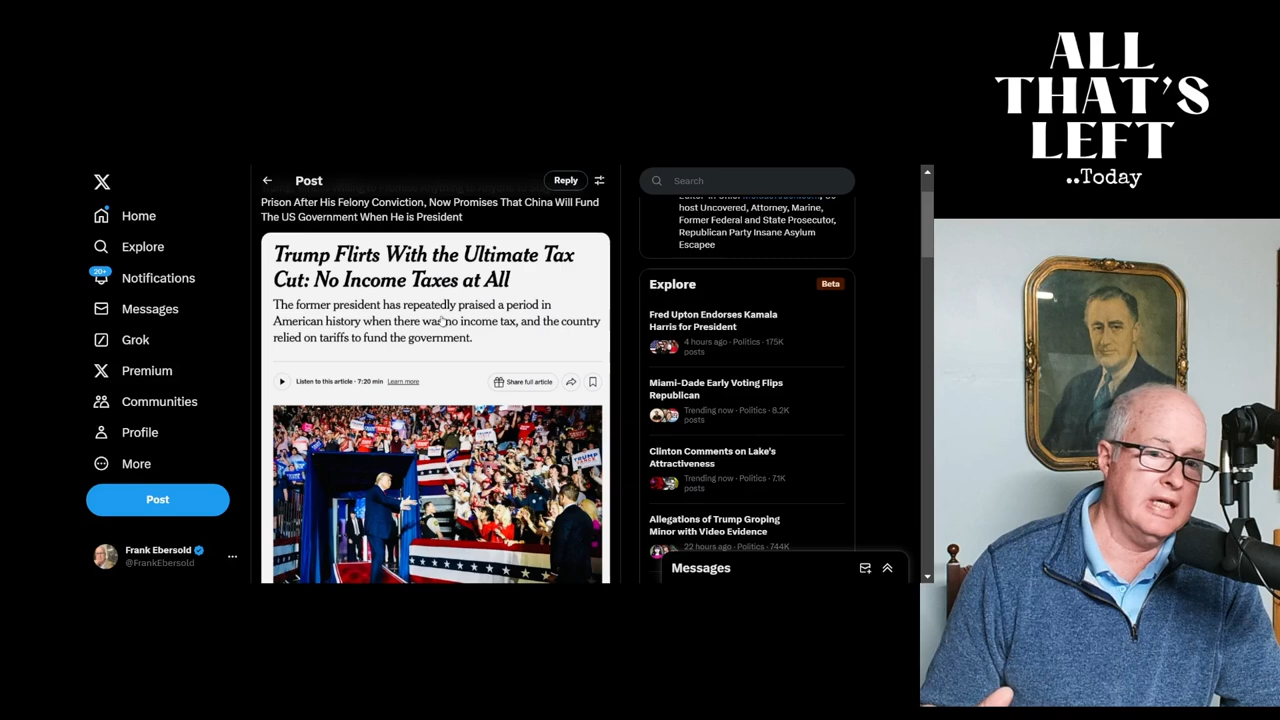 ALL
THAT'S
LEFT
..Today
Home
Explore
20+
Notifications
Messages
Grok
Premium
Communities
Profile
More
Post
Frank Ebersold
@FrankEbersold
Post
Reply
Prison After His Felony Conviction, Now Promises That China Will Fund
The US Government When He is President
Trump Flirts With the Ultimate Tax
Cut: No Income Taxes at All
The former president has repeatedly praised a period in
American history when there was no income tax, and the country
relied on tariffs to fund the government.
Listen to this article · 7:20 min Learn more
Share full article
Search
host Uncovered, Attorney, Marine,
Former Federal and State Prosecutor,
Republican Party Insane Asylum
Escapee
Explore
Beta
Fred Upton Endorses Kamala
Harris for President
4 hours ago · Politics · 175K
posts
Miami-Dade Early Voting Flips
Republican
Trending now · Politics · 8.2K
posts
Clinton Comments on Lake's
Attractiveness
Trending now · Politics · 7.1K
posts
Allegations of Trump Groping
Minor with Video Evidence
22 hours ago · Politics · 744K
Messages